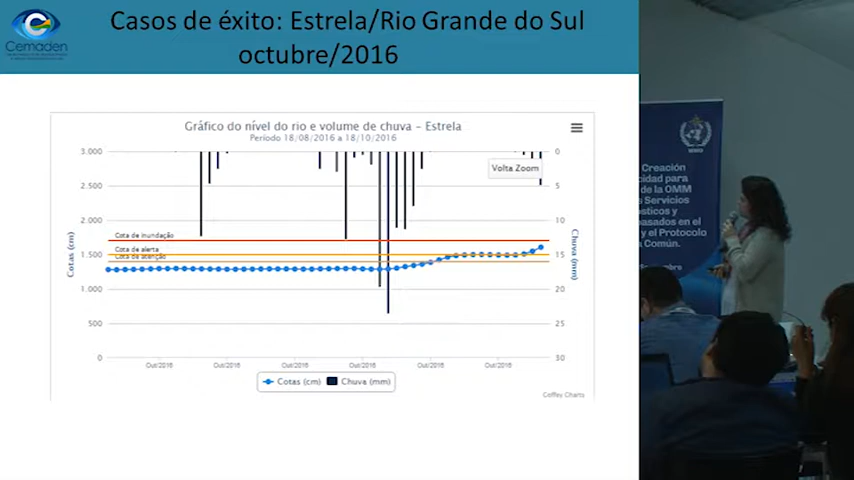 Casos de éxito: Estrela/Rio Grande do Sul
octubre/2016
Cemaden
Gráfico do nível do rio e volume de chuva - Estrela
Período 18/08/2016 a 18/10/2016
Volta Zoom
3.000
2.500
2.000
1.500
1.000
500
0
Cotas (cm)
Cota de inundação
Cota de alerta
Cota de atenção
0
5
10
15
20
25
30
Chuva (mm)
Out/2016
Out/2016
Out/2016
Out/2016
Out/2016
Out/2016
Cotas (cm)
Chuva (mm)
Coffey Charts
Creación
cidad para
de la OMM
s Servicios
ósticos y
basados en el
y el Protocolo
Común.